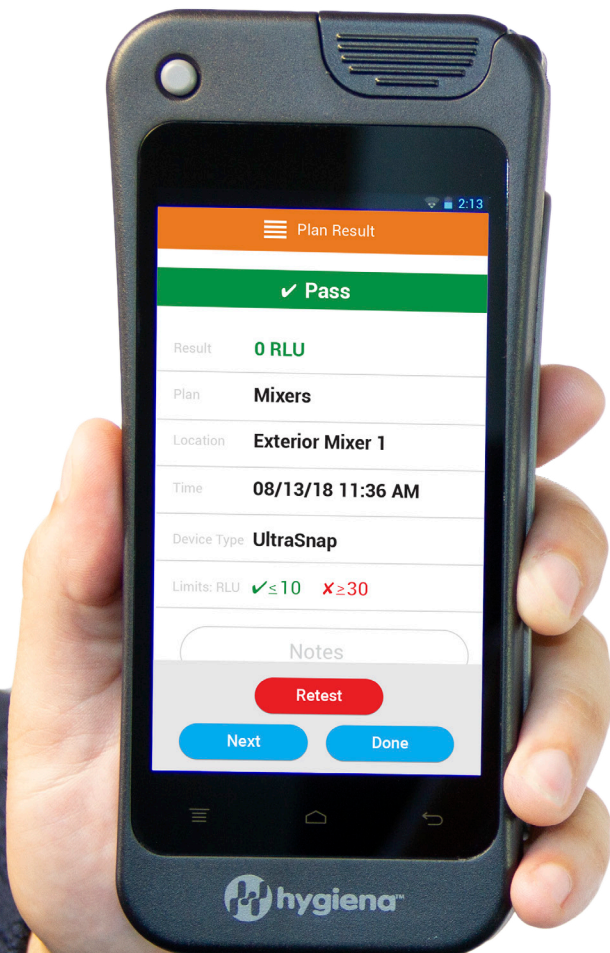 2:13
Plan Result
✔ Pass
Result 0 RLU
Plan Mixers
Location Exterior Mixer 1
Time 08/13/18 11:36 AM
Device Type UltraSnap
Limits: RLU ✔≤10 ✘≥30
Notes
Retest
Next Done
hygiena™